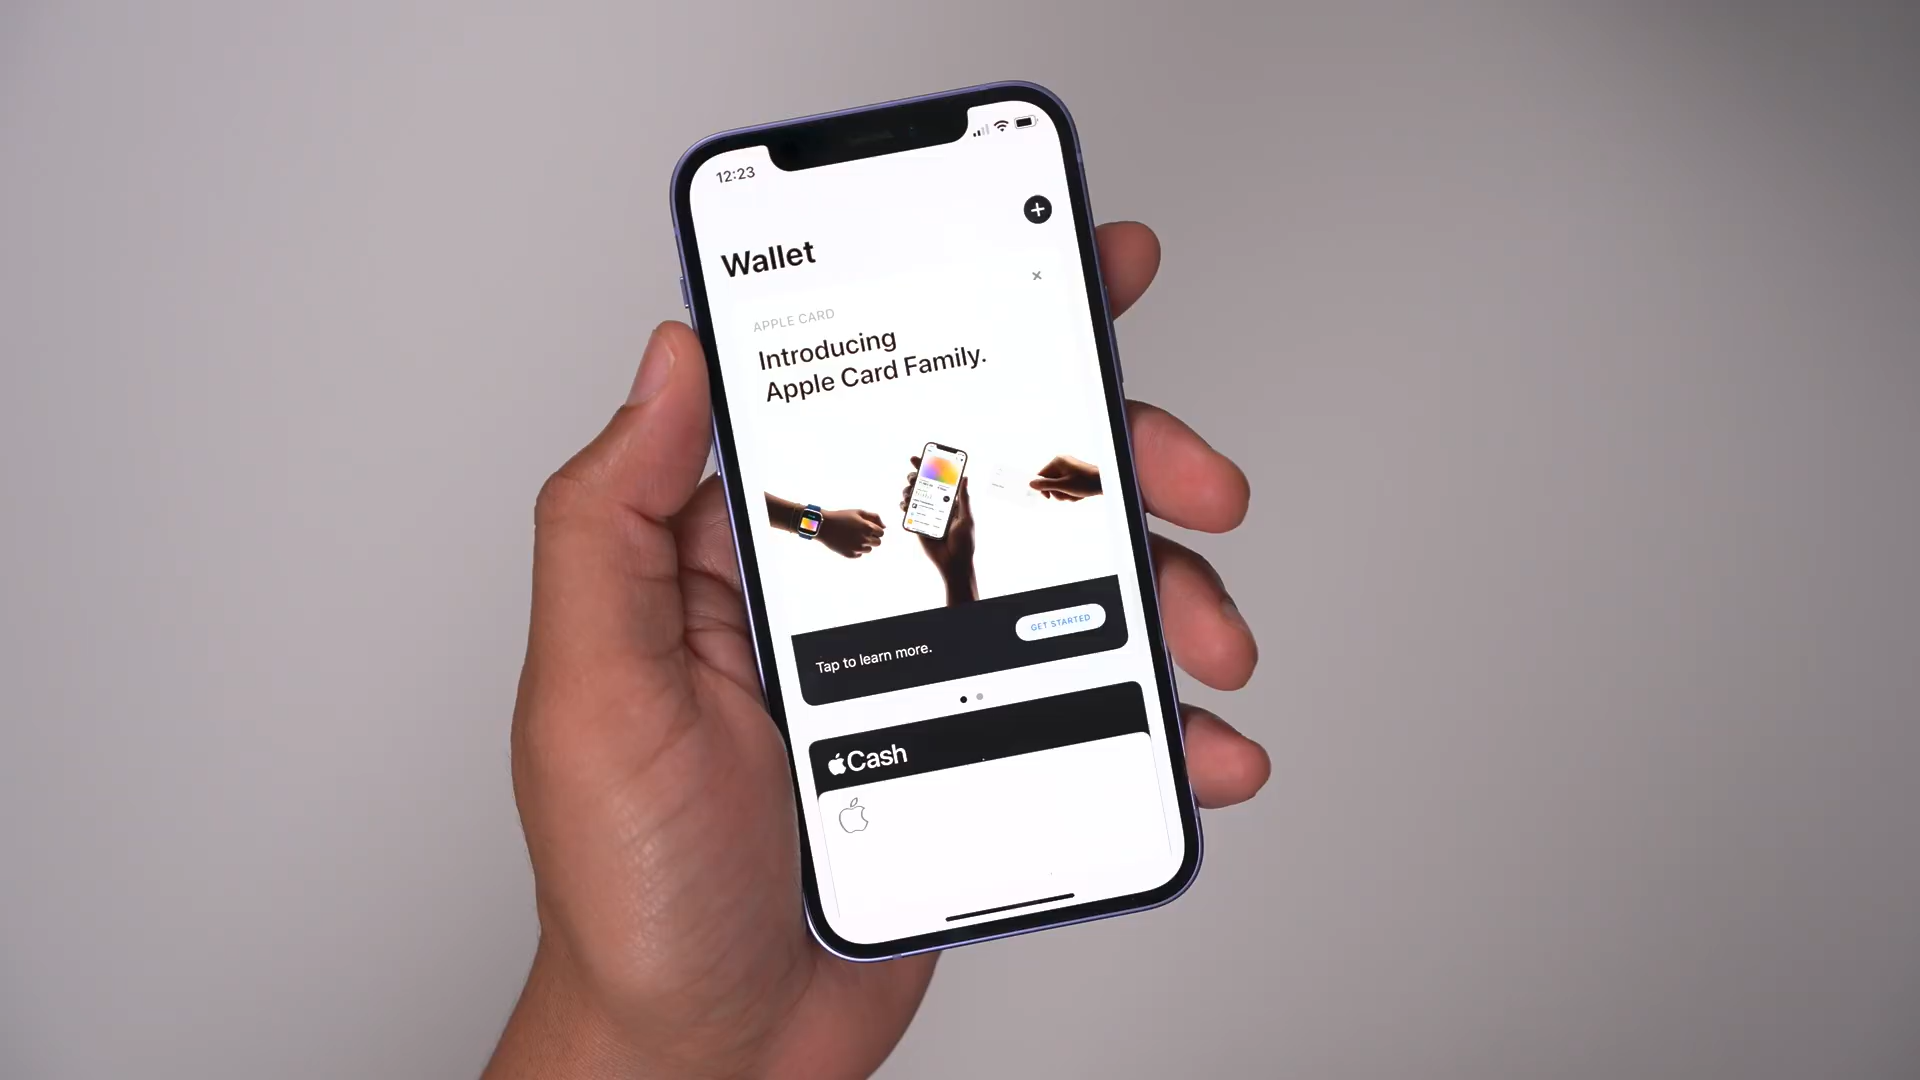 12:23
Wallet
APPLE CARD
Introducing
Apple Card Family.
Tap to learn more.
GET STARTED
Cash